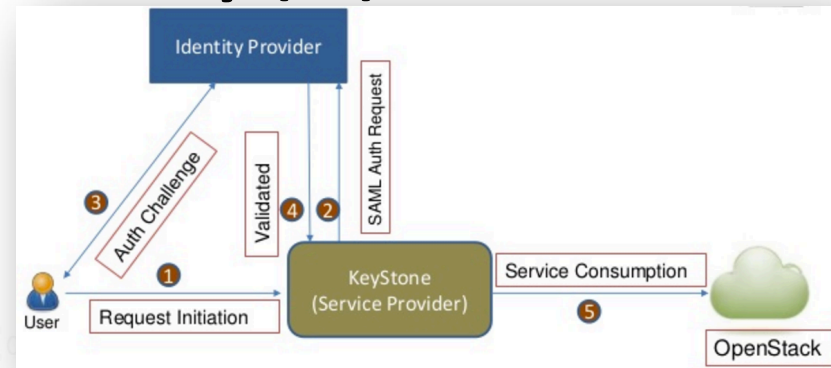 Identity Provider
SAML Auth Request
Validated
Auth Challenge
3
4
2
1
KeyStone
(Service Provider)
Service Consumption
5
User
Request Initiation
OpenStack